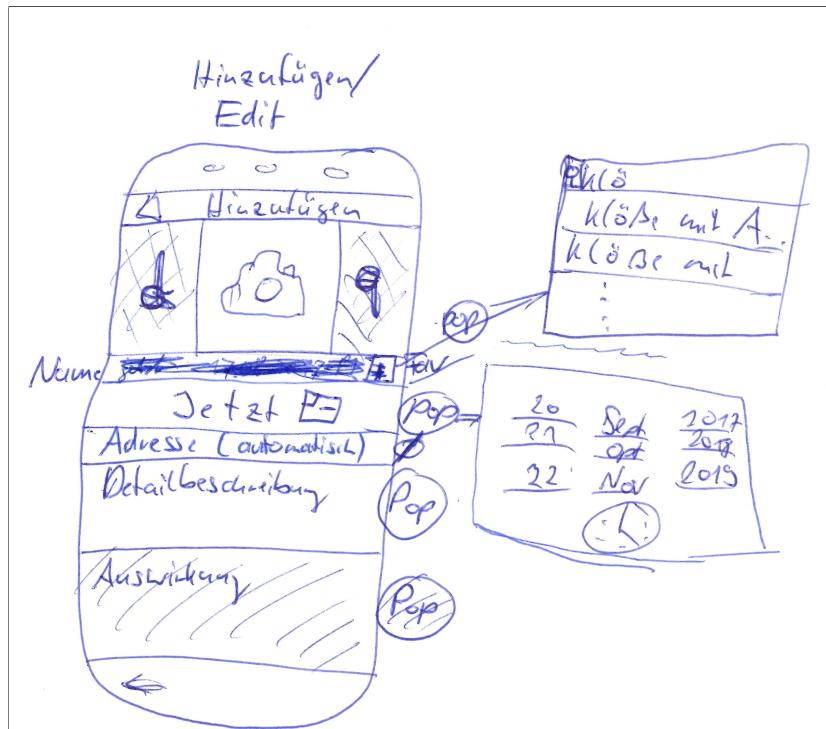 Hinzufügen/
Edit
Hinzufügen
Klö
Klöße mit A...
Klöße mit
pop
Name
Fav
Jetzt
Pop
20 Sept 2017
21 Okt 2018
22 Nov 2019
Adresse (automatisch)
Detailbeschreibung
Pop
Auswirkung
Pop